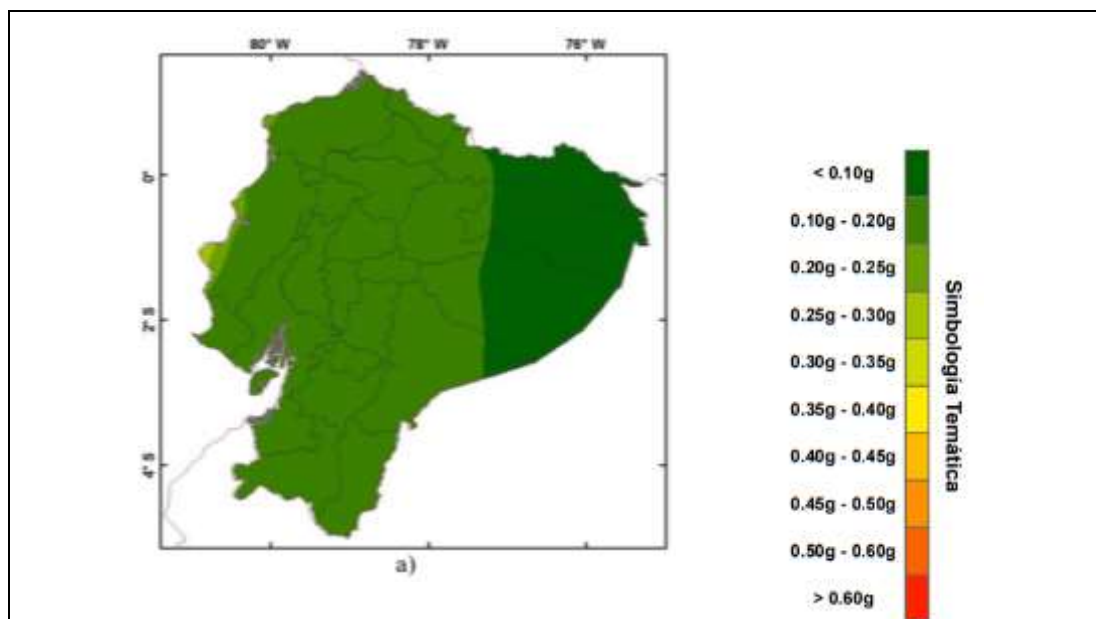 80° W 78° W 76° W
0°
2° S
4° S
a)
< 0.10g
0.10g - 0.20g
0.20g - 0.25g
0.25g - 0.30g
0.30g - 0.35g
0.35g - 0.40g
0.40g - 0.45g
0.45g - 0.50g
0.50g - 0.60g
> 0.60g
Simbología Temática